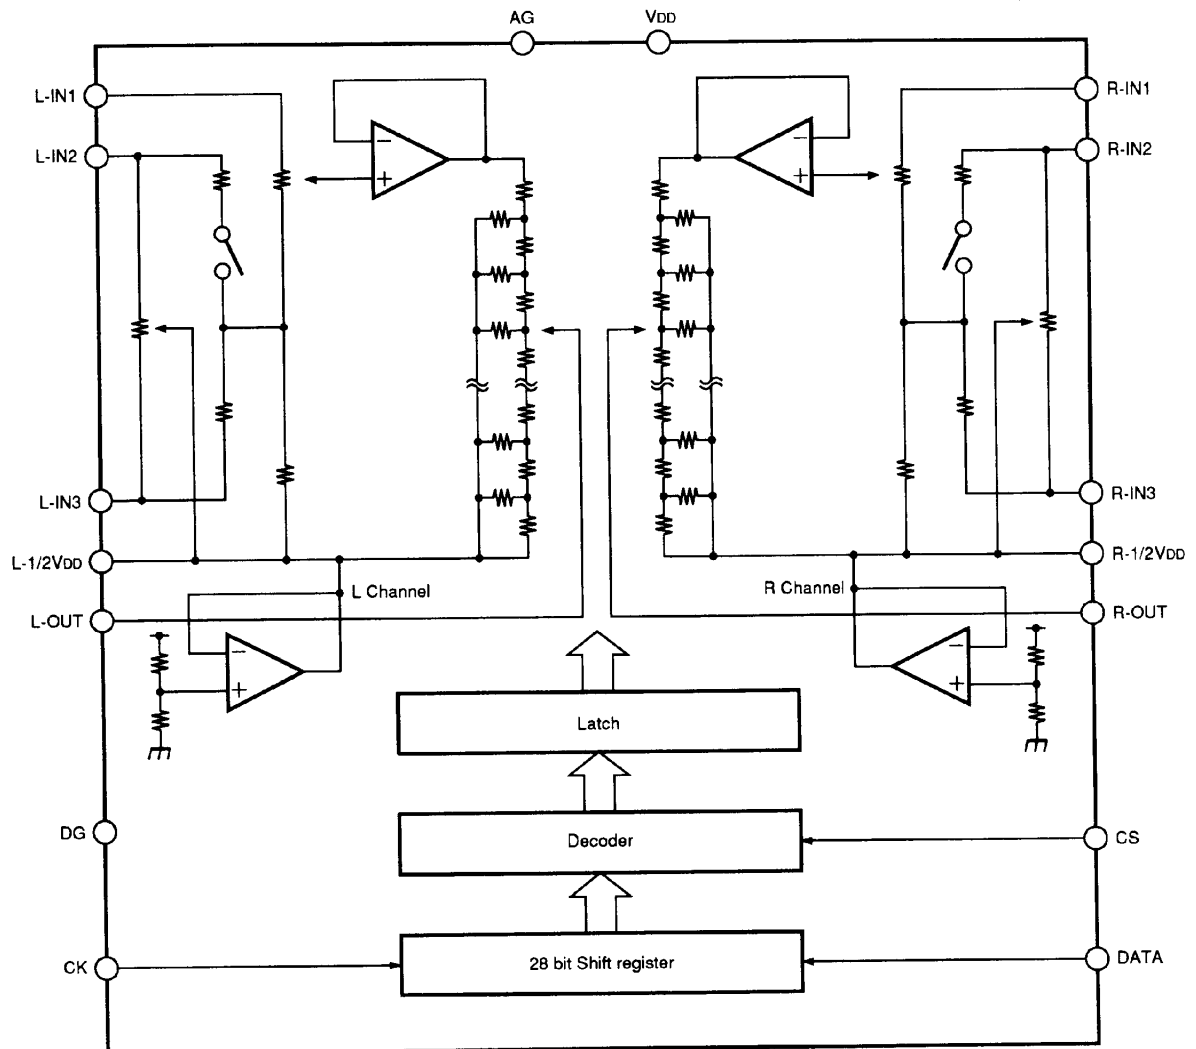 AG
VDD
L-IN1
R-IN1
L-IN2
R-IN2
L-IN3
R-IN3
L-1/2VDD
R-1/2VDD
L Channel
R Channel
L-OUT
R-OUT
Latch
DG
Decoder
CS
CK
28 bit Shift register
DATA